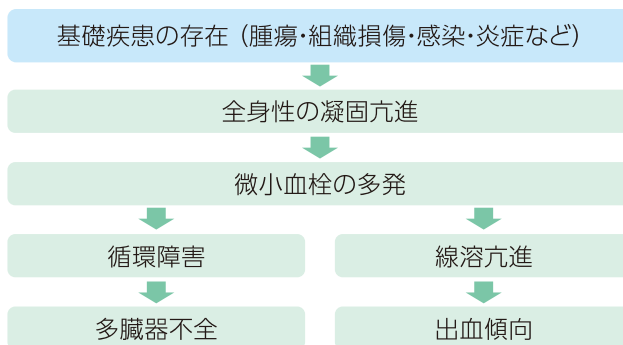 基礎疾患の存在（腫瘍・組織損傷・感染・炎症など）
全身性の凝固亢進
微小血栓の多発
循環障害
線溶亢進
多臓器不全
出血傾向